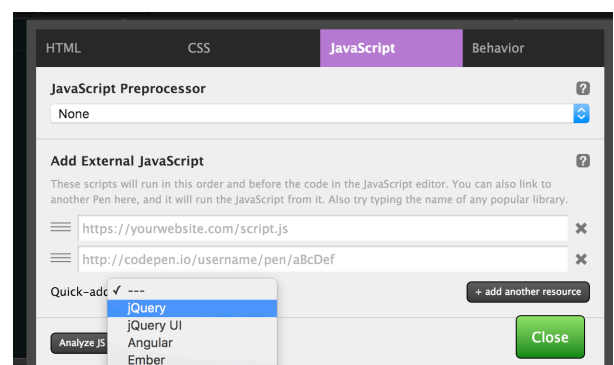 HTML CSS JavaScript Behavior
JavaScript Preprocessor ?
None
Add External JavaScript ?
These scripts will run in this order and before the code in the JavaScript editor. You can also link to
another Pen here, and it will run the JavaScript from it. Also try typing the name of any popular library.
https://yourwebsite.com/script.js
http://codepen.io/username/pen/aBcDef
Quick-add ✓ --- + add another resource
jQuery
jQuery UI
Analyze JS Angular Close
Ember